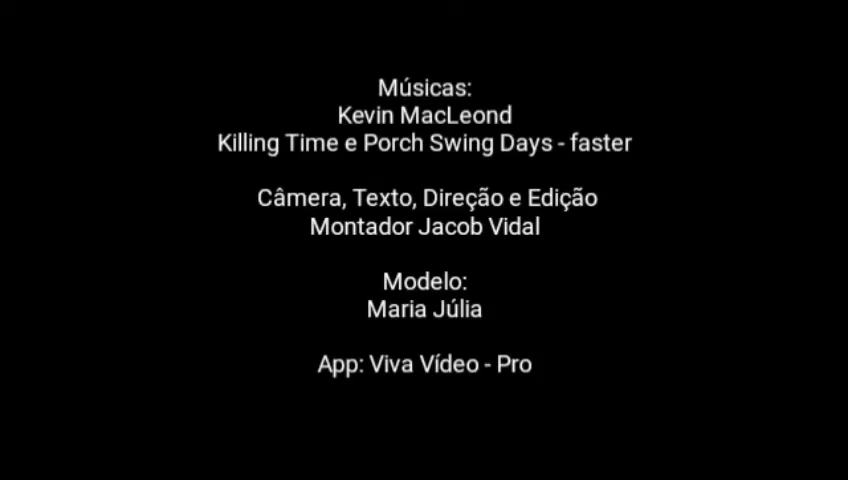 Músicas:
Kevin MacLeond
Killing Time e Porch Swing Days - faster
Câmera, Texto, Direção e Edição
Montador Jacob Vidal
Modelo:
Maria Júlia
App: Viva Vídeo - Pro